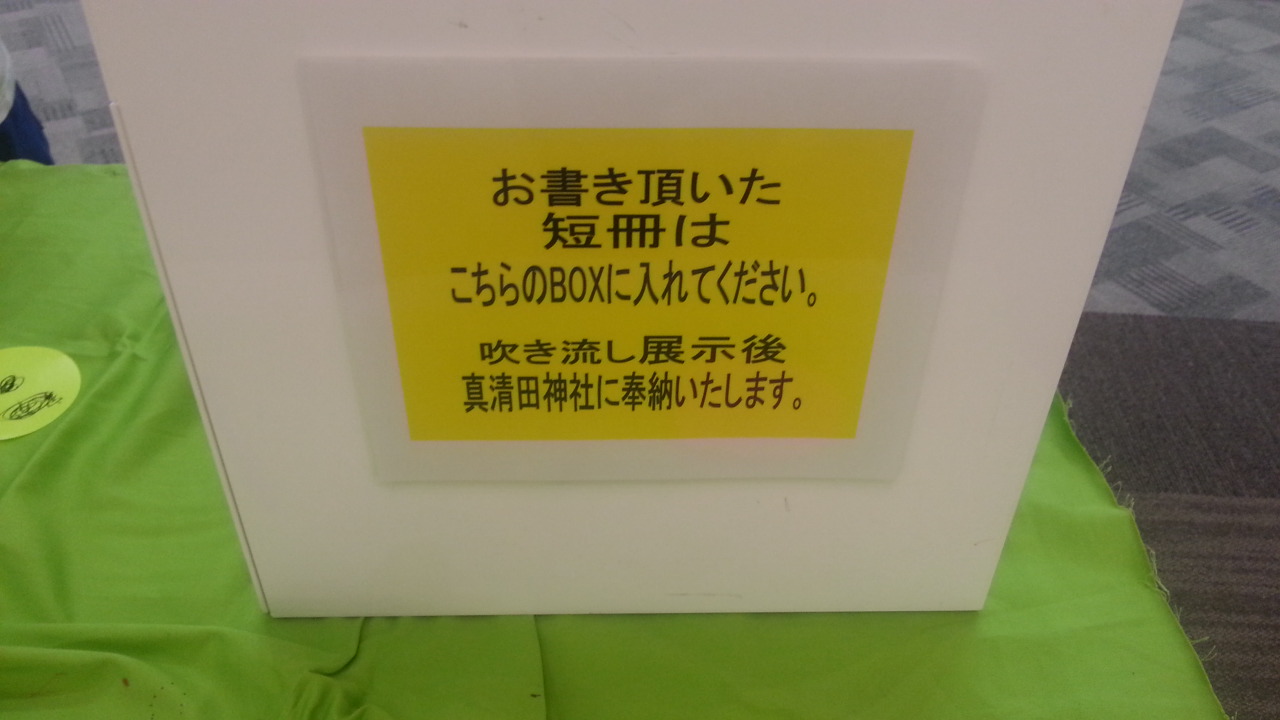 お書き頂いた
短冊は
こちらのBOXに入れてください。
吹き流し展示後
真清田神社に奉納いたします。